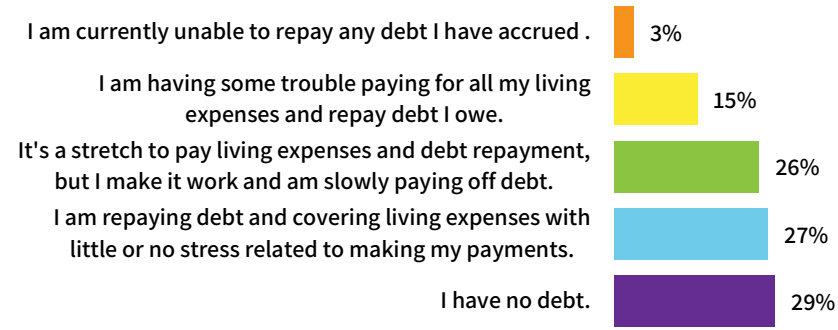 I am currently unable to repay any debt I have accrued .
3%
I am having some trouble paying for all my living
expenses and repay debt I owe.
15%
It's a stretch to pay living expenses and debt repayment,
but I make it work and am slowly paying off debt.
26%
I am repaying debt and covering living expenses with
little or no stress related to making my payments.
27%
I have no debt.
29%